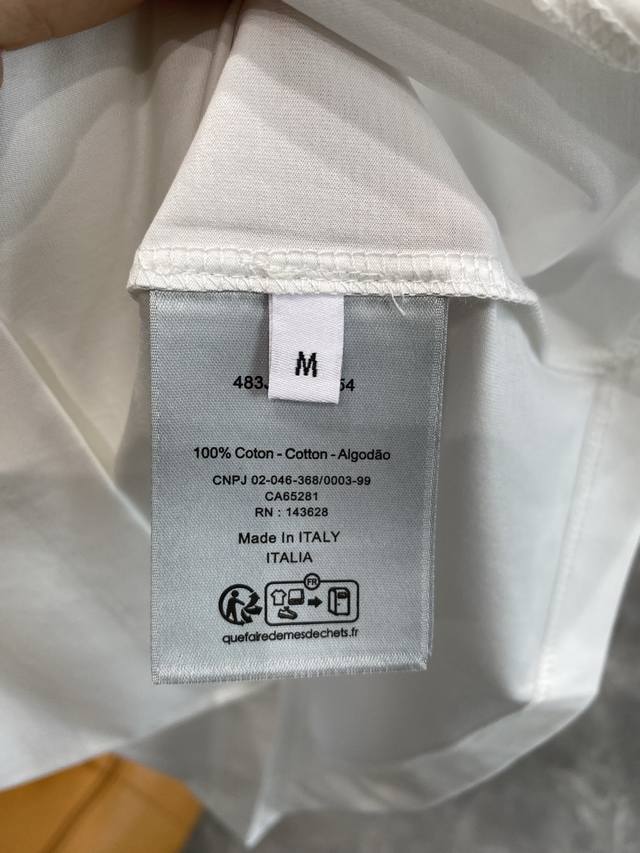 M
100% Coton - Cotton - Algodão
CNPJ 02-046-368/0003-99
CA65281
RN : 143628
Made In ITALY
ITALIA
FR
quefairedemesdechets.fr